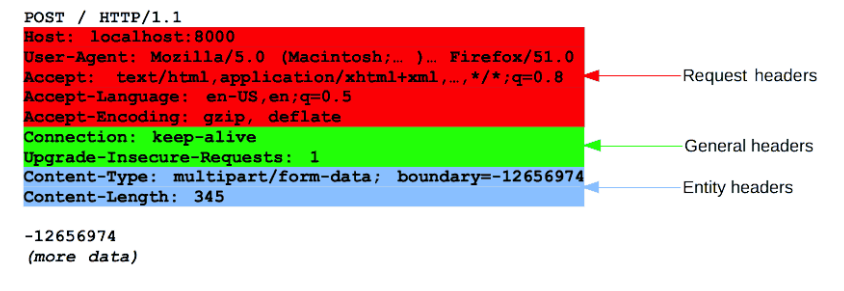 POST / HTTP/1.1
Host: localhost:8000
User-Agent: Mozilla/5.0 (Macintosh;… )… Firefox/51.0
Accept: text/html,application/xhtml+xml,…,*/*;q=0.8
Accept-Language: en-US,en;q=0.5
Accept-Encoding: gzip, deflate
Connection: keep-alive
Upgrade-Insecure-Requests: 1
Content-Type: multipart/form-data; boundary=-12656974
Content-Length: 345
-12656974
(more data)
Request headers
General headers
Entity headers